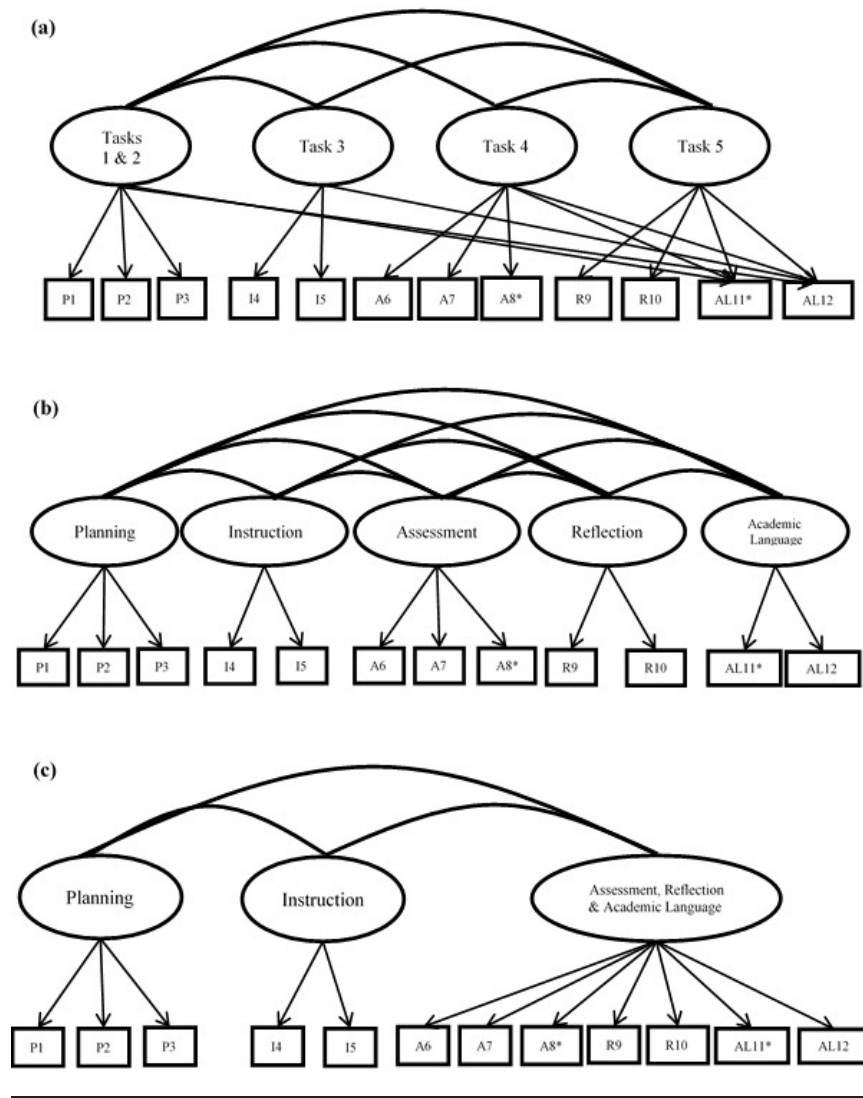 (a)
Tasks
1 & 2
Task 3
Task 4
Task 5
P1
P2
P3
I4
I5
A6
A7
A8*
R9
R10
AL11*
AL12
(b)
Planning
Instruction
Assessment
Reflection
Academic
Language
P1
P2
P3
I4
I5
A6
A7
A8*
R9
R10
AL11*
AL12
(c)
Planning
Instruction
Assessment, Reflection
& Academic Language
P1
P2
P3
I4
I5
A6
A7
A8*
R9
R10
AL11*
AL12